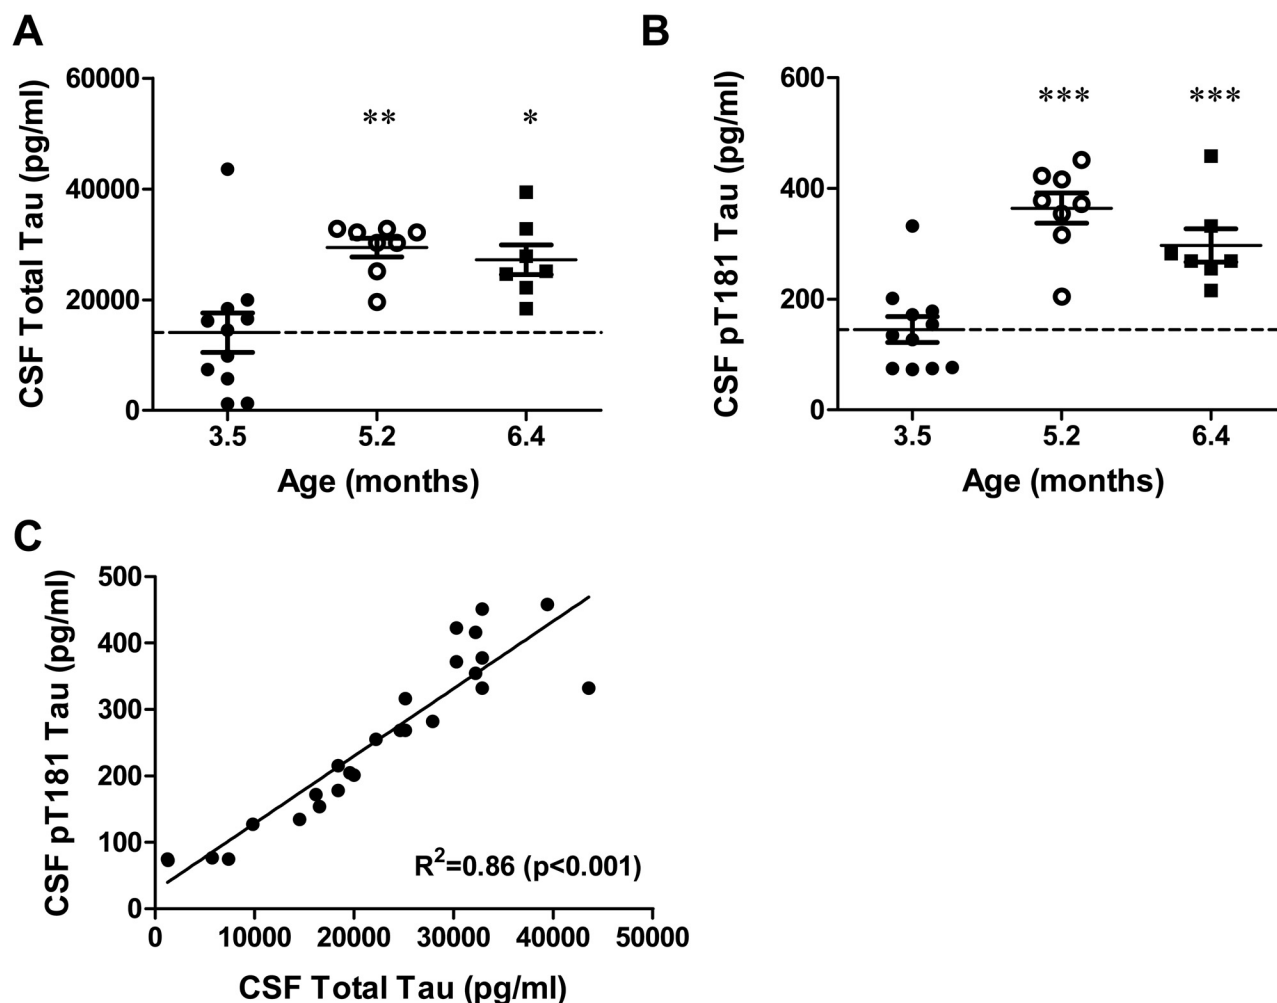 A
CSF Total Tau (pg/ml)
60000
40000
20000
0
** *
3.5 5.2 6.4
Age (months)
B
CSF pT181 Tau (pg/ml)
600
400
200
0
*** ***
3.5 5.2 6.4
Age (months)
C
CSF pT181 Tau (pg/ml)
500
400
300
200
100
0
R²=0.86 (p<0.001)
0 10000 20000 30000 40000 50000
CSF Total Tau (pg/ml)